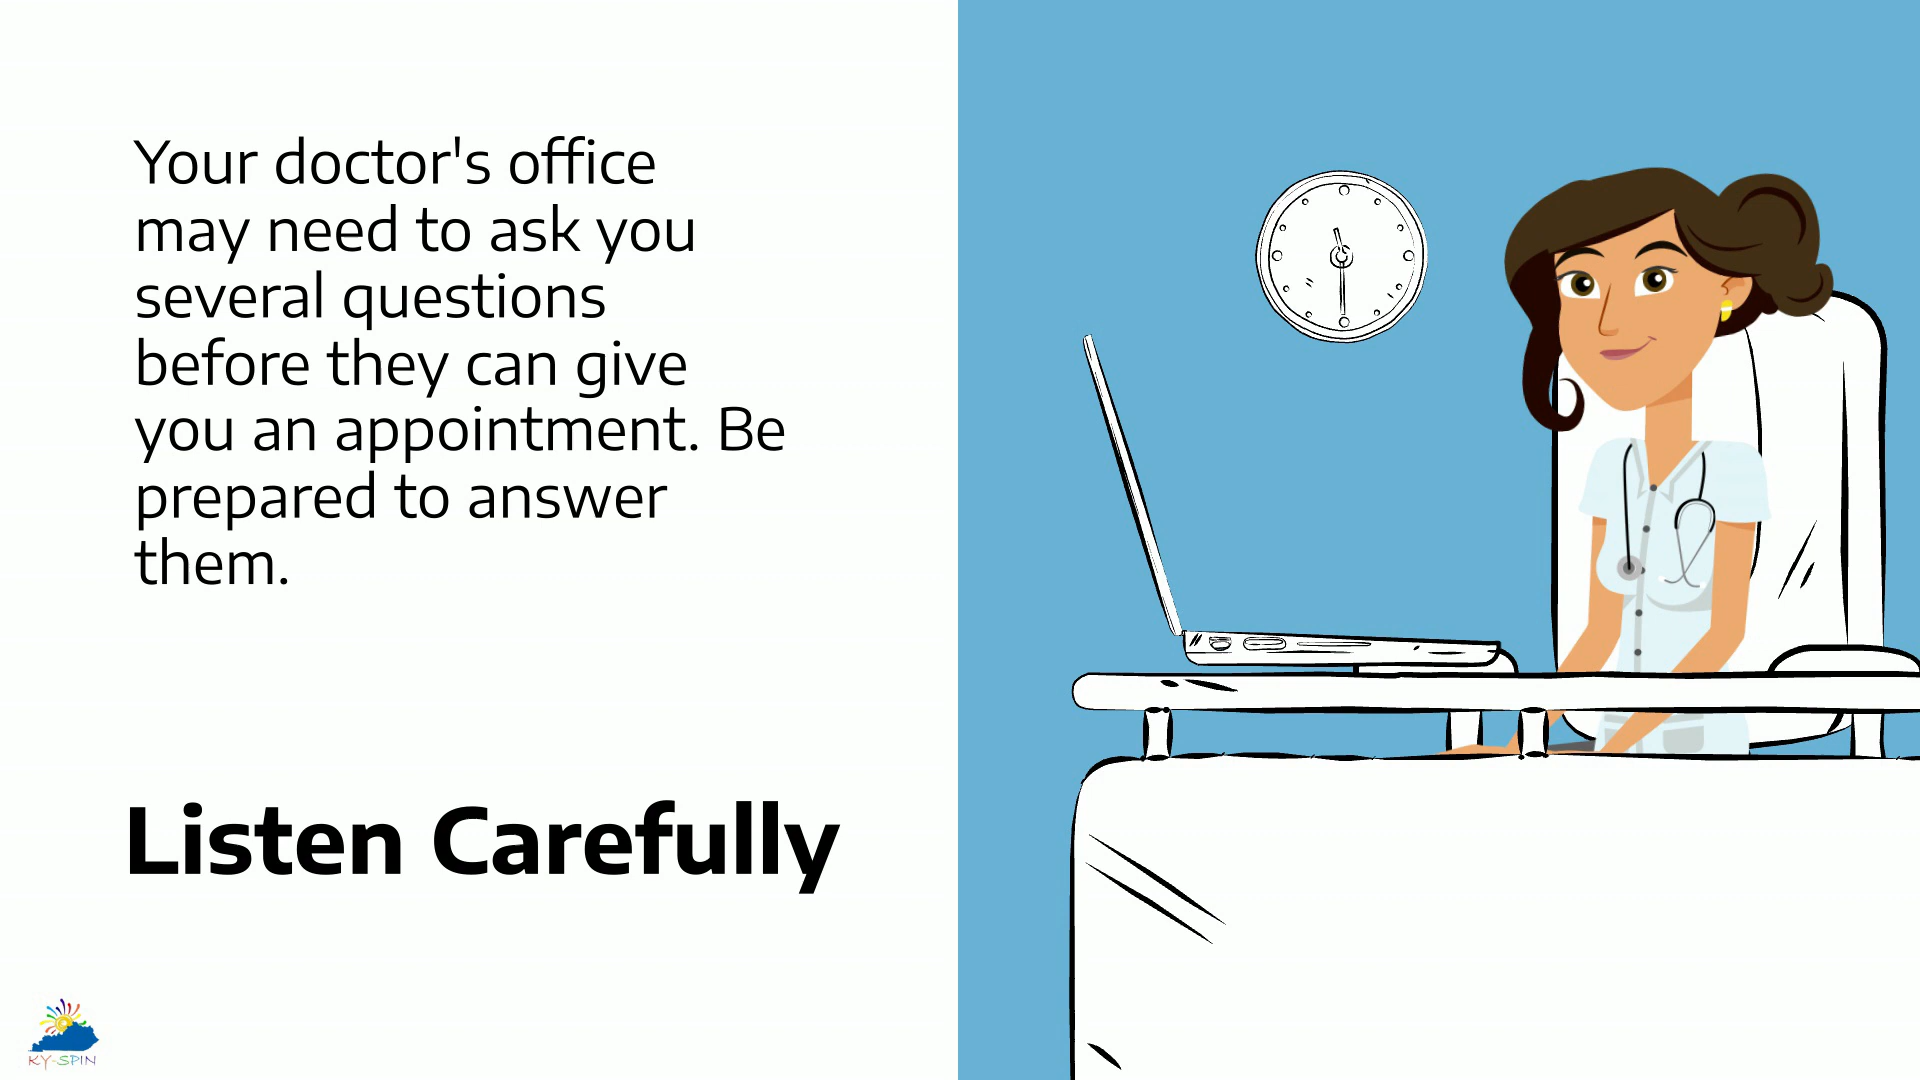 Your doctor's office
may need to ask you
several questions
before they can give
you an appointment. Be
prepared to answer
them.
Listen Carefully
KY-SPIN